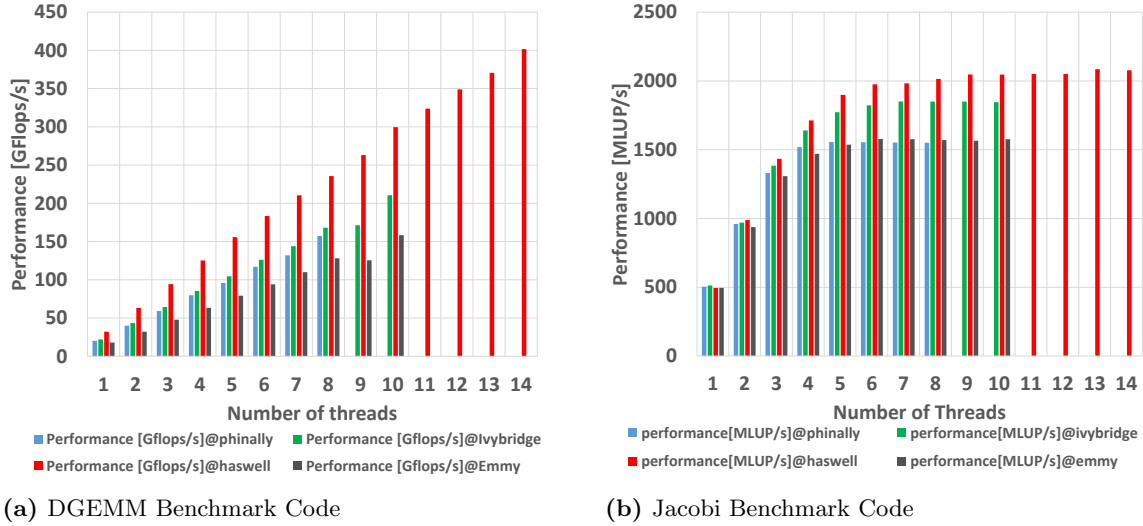 450
400
350
300
250
200
150
100
50
0
Performance [GFlops/s]
1 2 3 4 5 6 7 8 9 10 11 12 13 14
Number of threads
Performance [Gflops/s]@phinally
Performance [Gflops/s]@Ivybridge
Performance [Gflops/s]@haswell
Performance [Gflops/s]@Emmy
(a) DGEMM Benchmark Code
2500
2000
1500
1000
500
0
Performance [MLUP/s]
1 2 3 4 5 6 7 8 9 10 11 12 13 14
Number of Threads
performance[MLUP/s]@phinally
performance[MLUP/s]@ivybridge
performance[MLUP/s]@haswell
performance[MLUP/s]@emmy
(b) Jacobi Benchmark Code